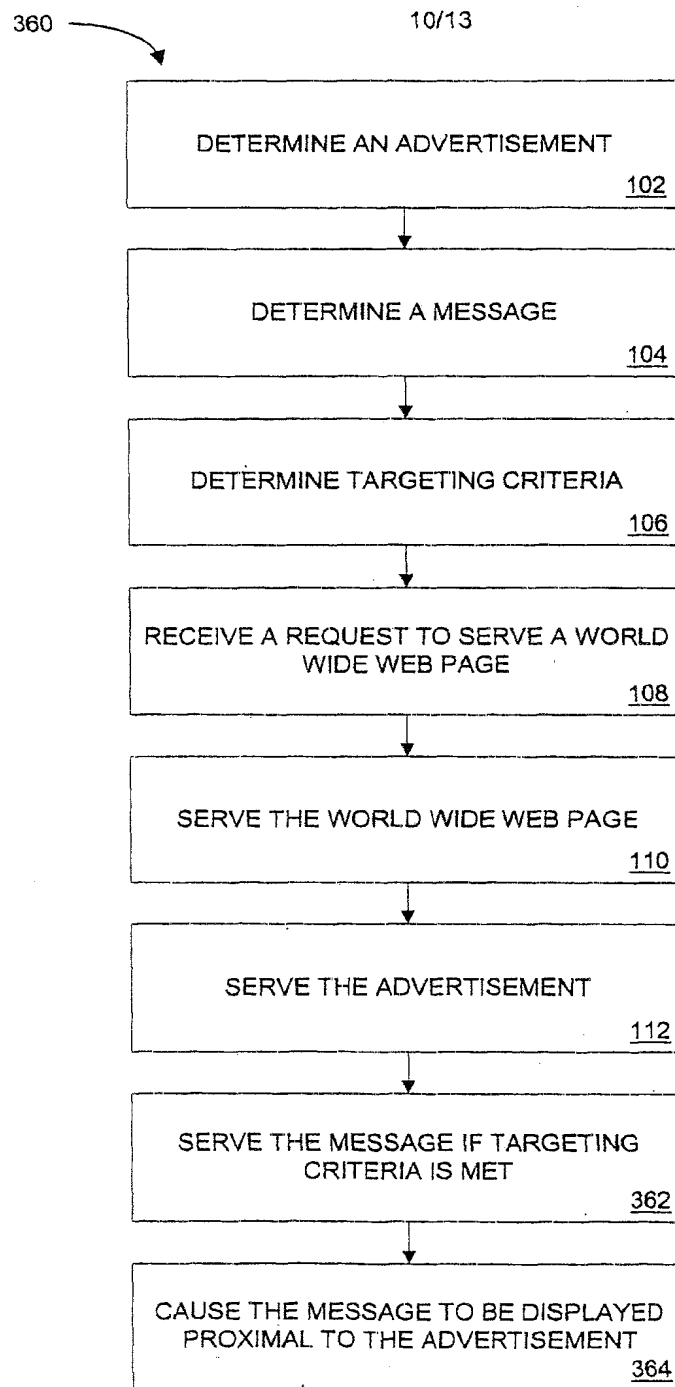 360
10/13
DETERMINE AN ADVERTISEMENT
102
DETERMINE A MESSAGE
104
DETERMINE TARGETING CRITERIA
106
RECEIVE A REQUEST TO SERVE A WORLD
WIDE WEB PAGE
108
SERVE THE WORLD WIDE WEB PAGE
110
SERVE THE ADVERTISEMENT
112
SERVE THE MESSAGE IF TARGETING
CRITERIA IS MET
362
CAUSE THE MESSAGE TO BE DISPLAYED
PROXIMAL TO THE ADVERTISEMENT
364